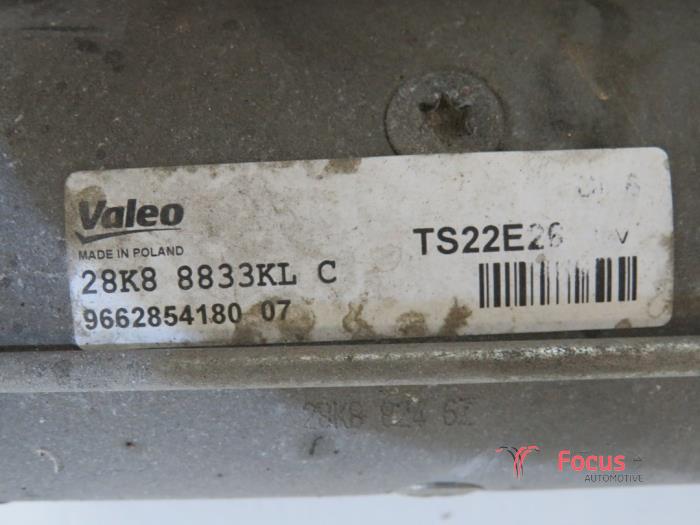 Valeo
MADE IN POLAND
TS22E26
V
28K8 8833KL C
9662854180 07
Focus
AUTOMOTIVE